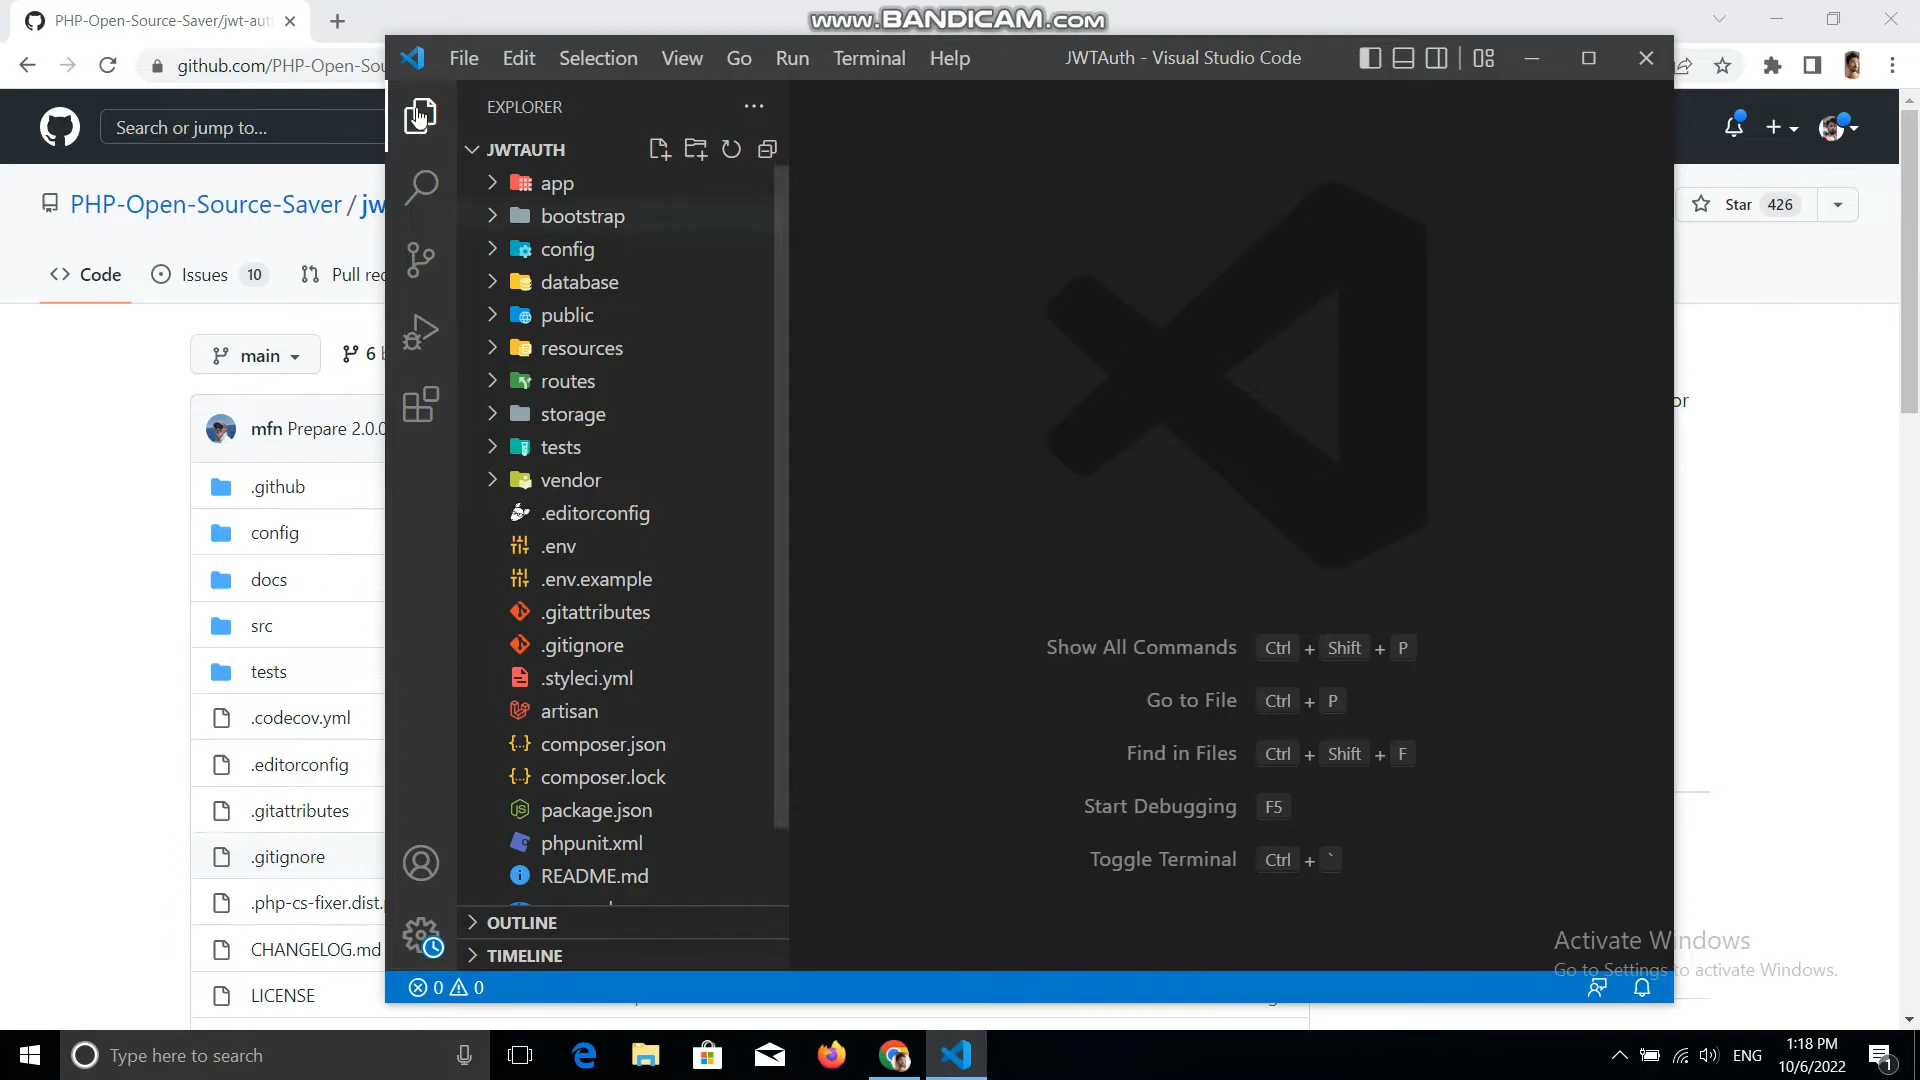 PHP-Open-Source-Saver/jwt-aut
www.BANDICAM.com
github.com/PHP-Open-Sou
File Edit Selection View Go Run Terminal Help
JWTAuth - Visual Studio Code
Search or jump to...
EXPLORER
JWTAUTH
app
bootstrap
config
database
public
resources
routes
storage
tests
vendor
.editorconfig
.env
.env.example
.gitattributes
.gitignore
.styleci.yml
artisan
composer.json
composer.lock
package.json
phpunit.xml
README.md
OUTLINE
TIMELINE
0 0
Show All Commands Ctrl + Shift + P
Go to File Ctrl + P
Find in Files Ctrl + Shift + F
Start Debugging F5
Toggle Terminal Ctrl + `
PHP-Open-Source-Saver / jw
Star 426
Code
Issues 10
Pull rec
main
6 b
mfn Prepare 2.0.0
.github
config
docs
src
tests
.codecov.yml
.editorconfig
.gitattributes
.gitignore
.php-cs-fixer.dist.
CHANGELOG.md
LICENSE
or
Activate Windows
Go to Settings to activate Windows.
Type here to search
ENG
1:18 PM
10/6/2022
1